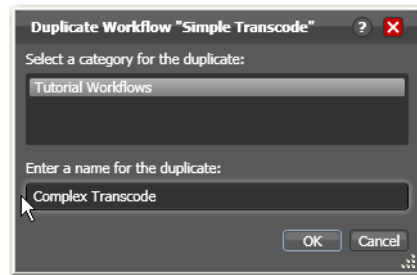 Duplicate Workflow "Simple Transcode" ?
Select a category for the duplicate:
Tutorial Workflows
Enter a name for the duplicate:
Complex Transcode
OK Cancel